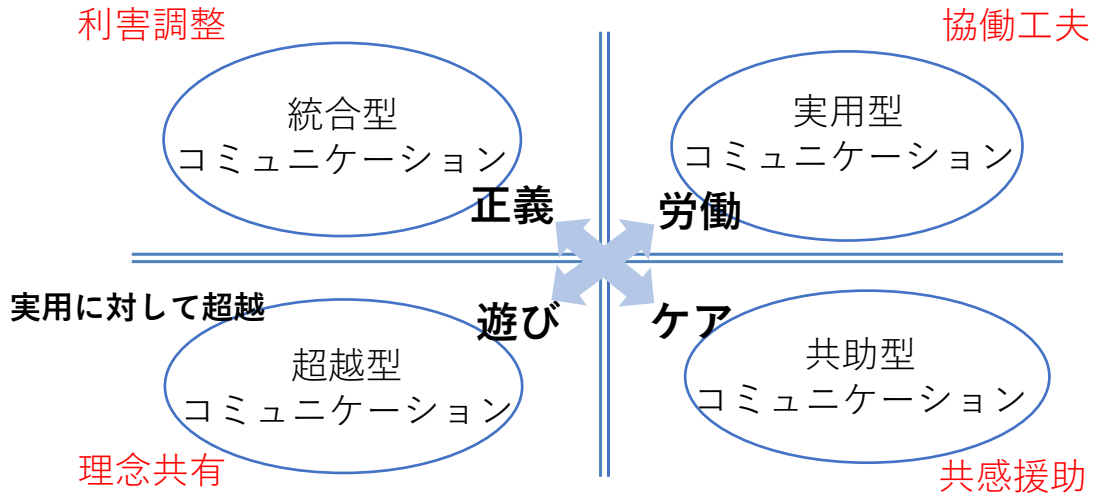 利害調整
協働工夫
統合型
コミュニケーション
実用型
コミュニケーション
正義
労働
実用に対して超越
遊び
ケア
超越型
コミュニケーション
共助型
コミュニケーション
理念共有
共感援助